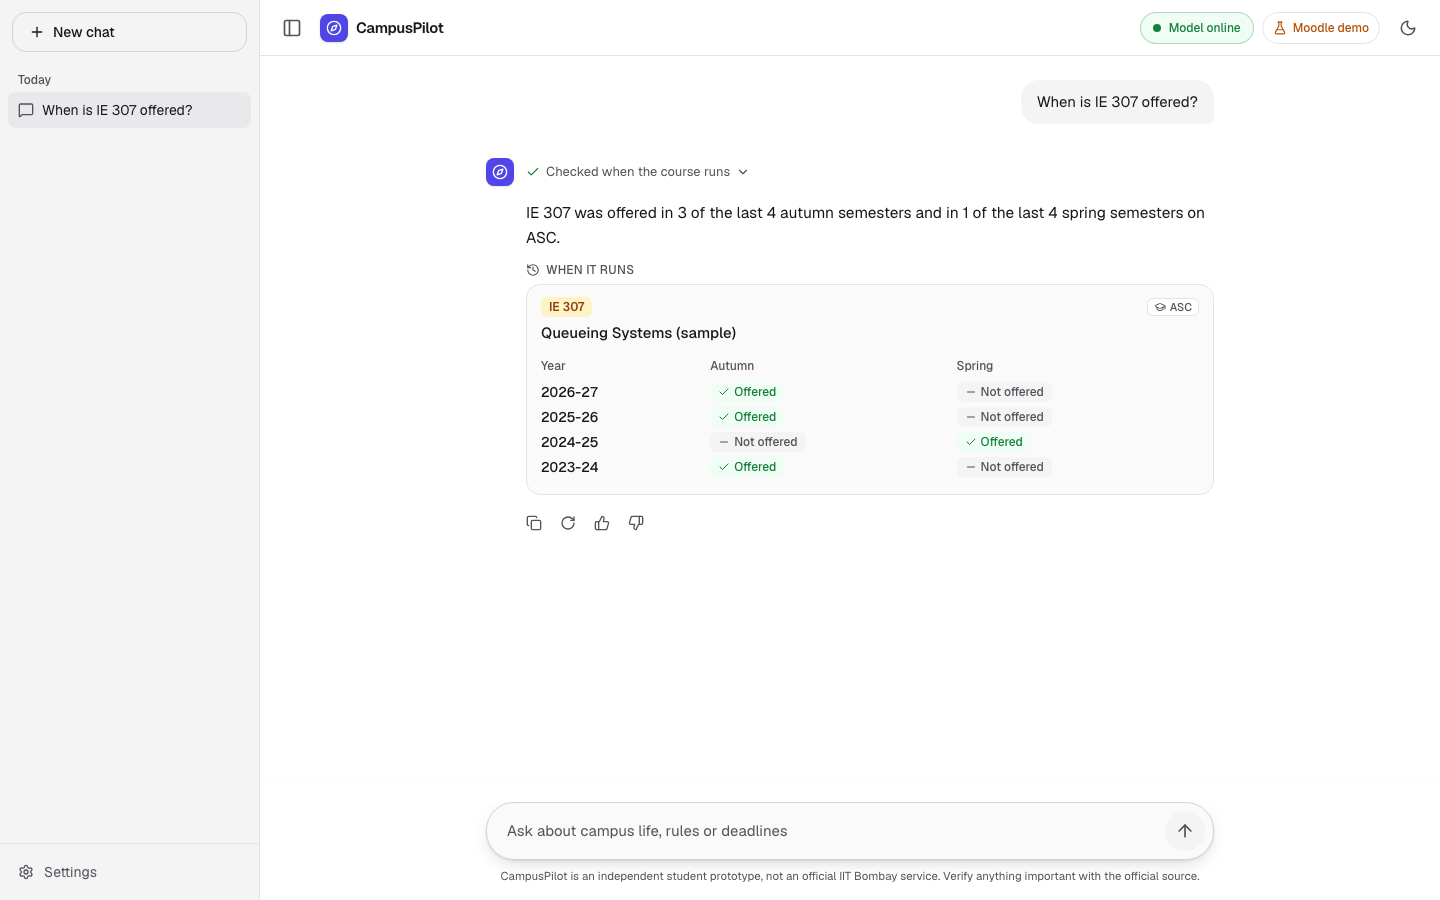 New chat
Today
When is IE 307 offered?
Settings
CampusPilot
Model online
Moodle demo
When is IE 307 offered?
Checked when the course runs
IE 307 was offered in 3 of the last 4 autumn semesters and in 1 of the last 4 spring semesters on
ASC.
WHEN IT RUNS
IE 307 ASC
Queueing Systems (sample)
Year Autumn Spring
2026-27 Offered Not offered
2025-26 Offered Not offered
2024-25 Not offered Offered
2023-24 Offered Not offered
Ask about campus life, rules or deadlines
CampusPilot is an independent student prototype, not an official IIT Bombay service. Verify anything important with the official source.